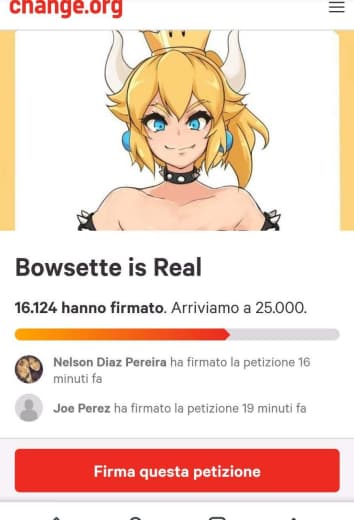 change.org
Bowsette is Real
16.124 hanno firmato. Arriviamo a 25.000.
Nelson Diaz Pereira ha firmato la petizione 16
minuti fa
Joe Perez ha firmato la petizione 19 minuti fa
Firma questa petizione